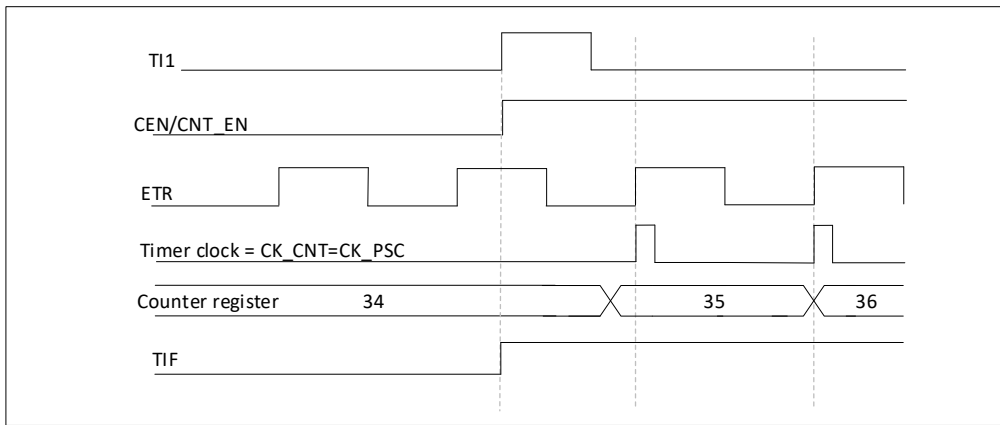 TI1
CEN/CNT_EN
ETR
Timer clock = CK_CNT=CK_PSC
Counter register 34 35 36
TIF